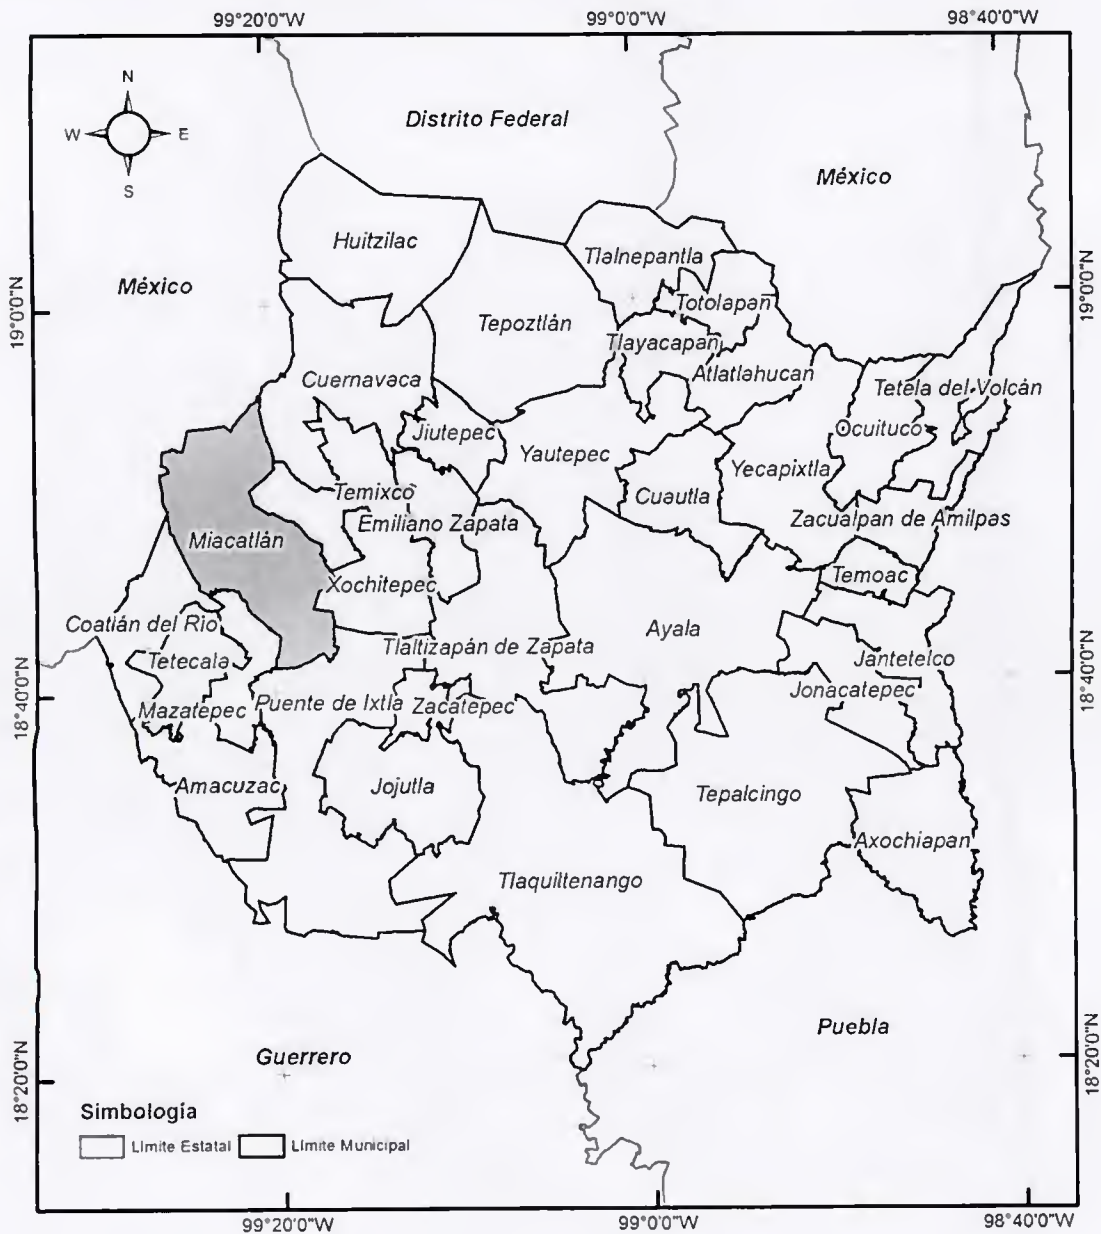 99°20'0"W
99°0'0"W
98°40'0"W
N
W
E
S
Distrito Federal
México
México
Huitzilac
Tlalnepantla
19°0'0"N
19°0'0"N
Totolapan
Tepoztlán
Tlayacapan
Atlatlahucan
Cuernavaca
Tetela del Volcán
Jiutepec
Ocuituco
Yautepec
Yecapixtla
Temixco
Cuautla
Emiliano Zapata
Zacualpan de Amilpas
Miacatlán
Xochitepec
Temoac
Coatlán del Río
Ayala
Tlaltizapán de Zapata
Tetecala
Jantetelco
18°40'0"N
18°40'0"N
Jonacatepec
Puente de Ixtla
Zacatepec
Mazatepec
Amacuzac
Jojutla
Tepalcingo
Axochiapan
Tlaquiltenango
Puebla
Guerrero
18°20'0"N
18°20'0"N
Simbología
Límite Estatal
Límite Municipal
99°20'0"W
99°0'0"W
98°40'0"W